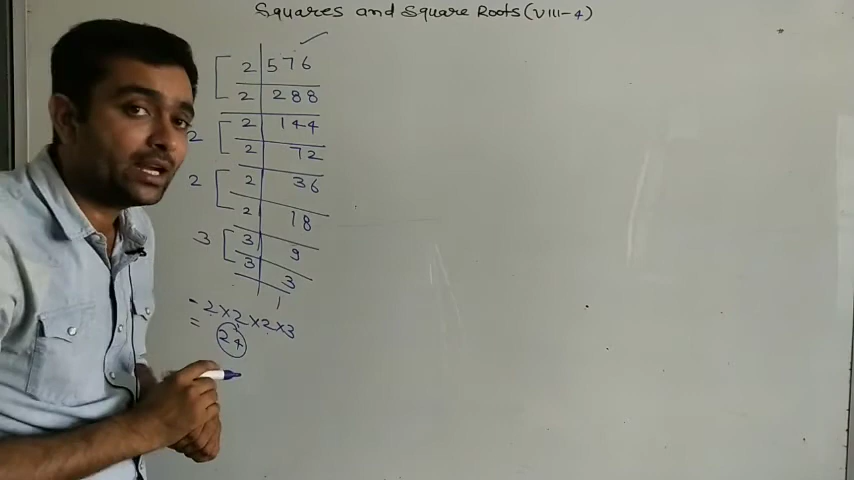 Squares and Square Roots (VIII-4)
2 | 576 ✓
2 | 288
2 2 | 144
2 | 72
2 2 | 36
2 | 18
3 3 | 9
3 | 3
1
= 2×2×2×3
= 24